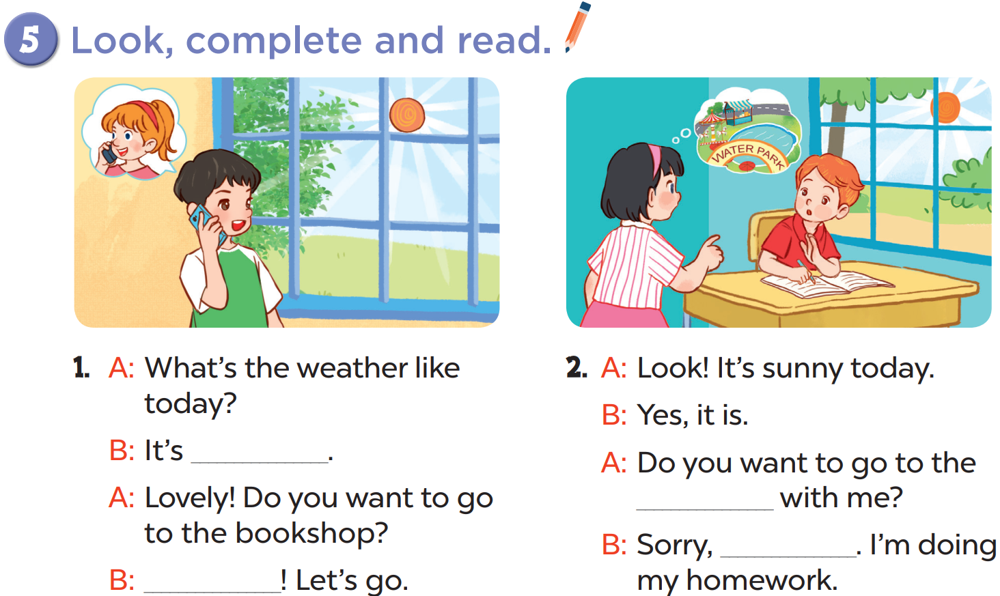 5 Look, complete and read.
WATER PARK
1. A: What's the weather like
today?
B: It's __________.
A: Lovely! Do you want to go
to the bookshop?
B: __________! Let's go.
2. A: Look! It's sunny today.
B: Yes, it is.
A: Do you want to go to the
__________ with me?
B: Sorry, __________. I'm doing
my homework.